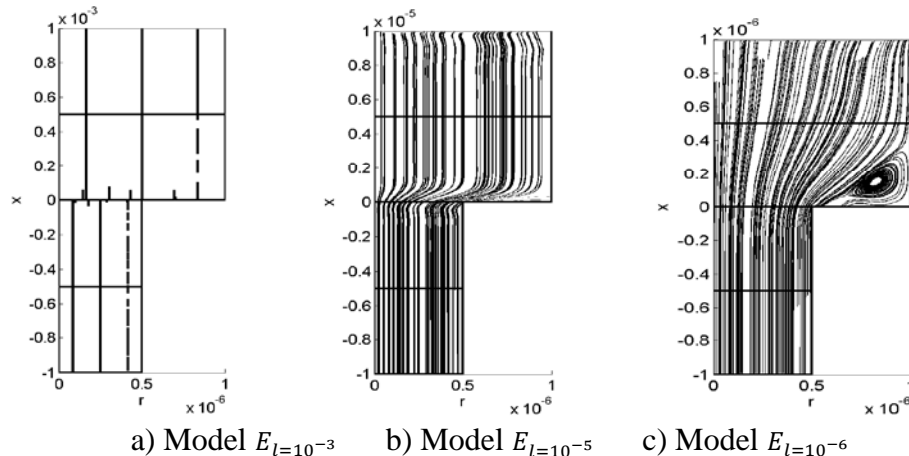 x 10⁻³ x 10⁻⁵ x 10⁻⁶
1 1 1
0.8 0.8 0.8
0.6 0.6 0.6
0.4 0.4 0.4
0.2 0.2 0.2
x 0 x 0 x 0
-0.2 -0.2 -0.2
-0.4 -0.4 -0.4
-0.6 -0.6 -0.6
-0.8 -0.8 -0.8
-1 -1 -1
0 0.5 1 0 0.5 1 0 0.5 1
r x 10⁻⁶ r x 10⁻⁶ r x 10⁻⁶
a) Model E_{l=10⁻³} b) Model E_{l=10⁻⁵} c) Model E_{l=10⁻⁶}